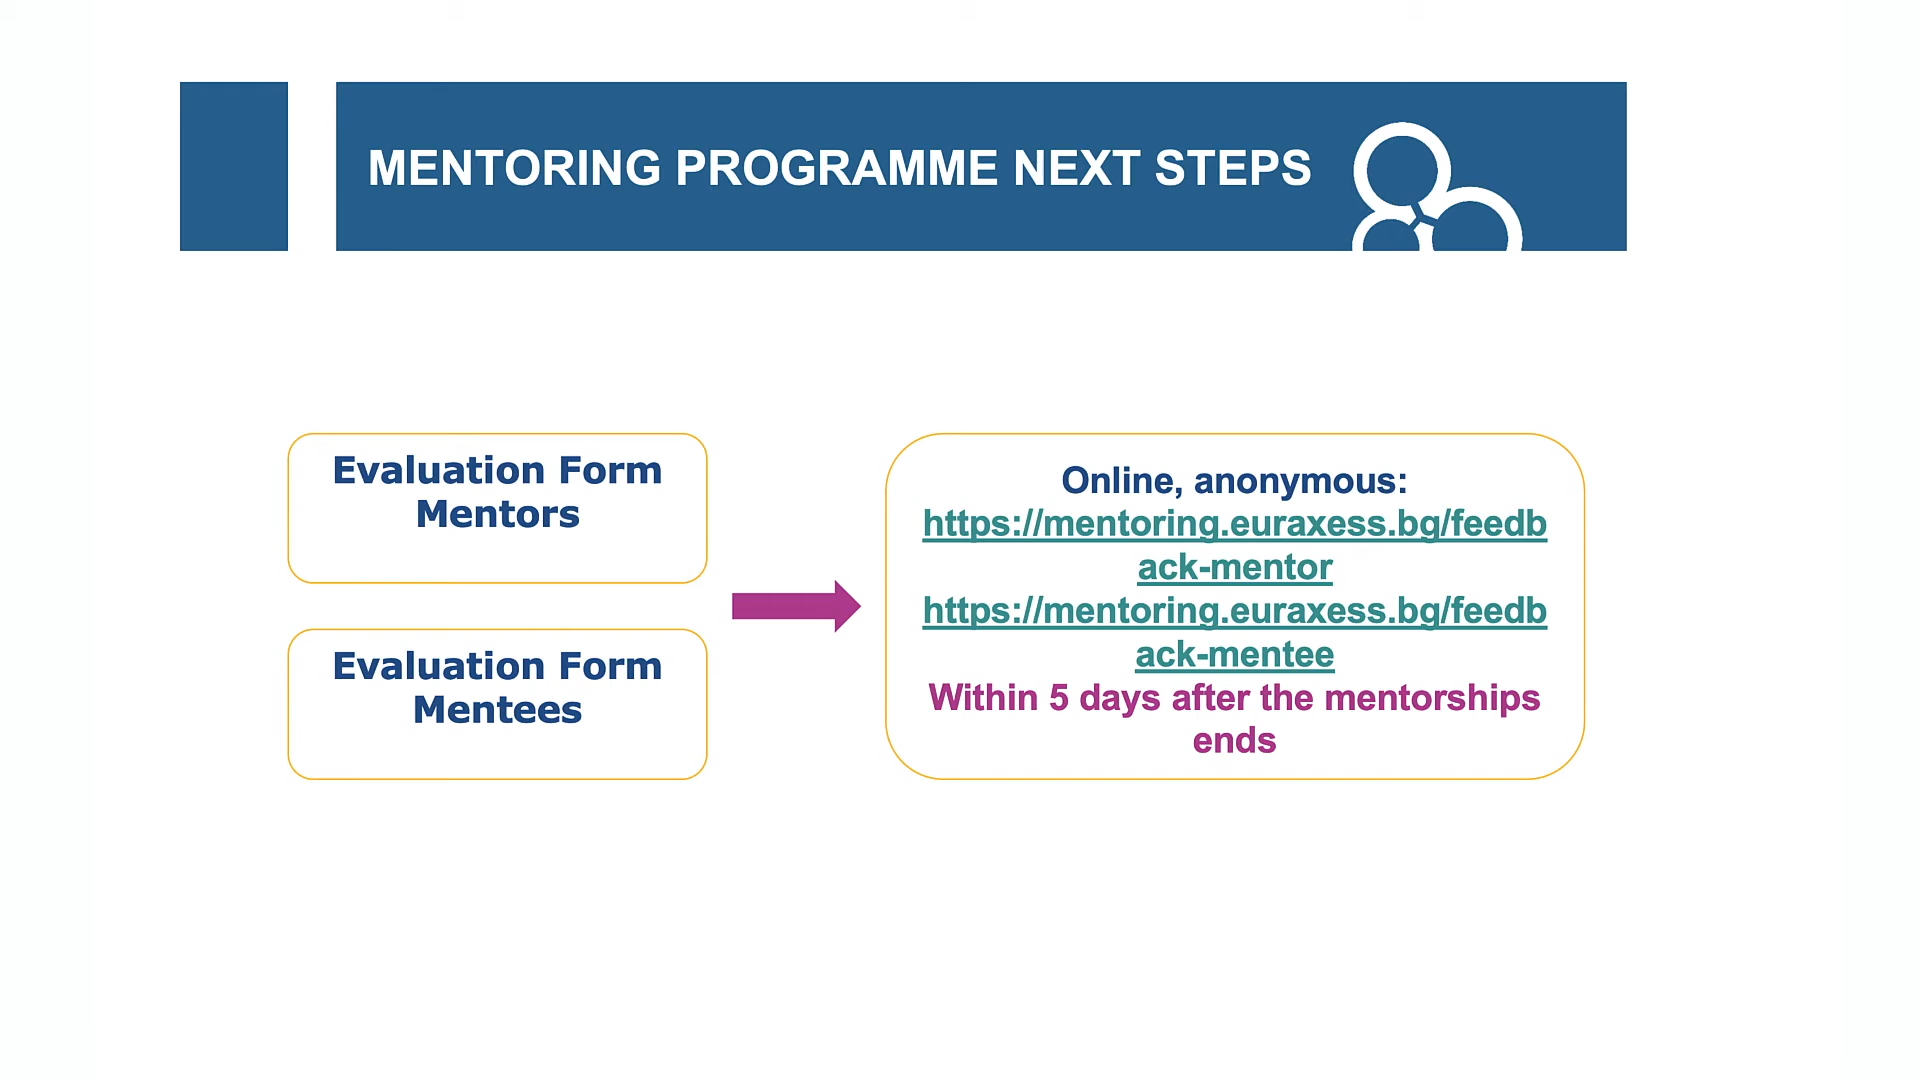 MENTORING PROGRAMME NEXT STEPS
Evaluation Form
Mentors
Evaluation Form
Mentees
Online, anonymous:
https://mentoring.euraxess.bg/feedb
ack-mentor
https://mentoring.euraxess.bg/feedb
ack-mentee
Within 5 days after the mentorships
ends